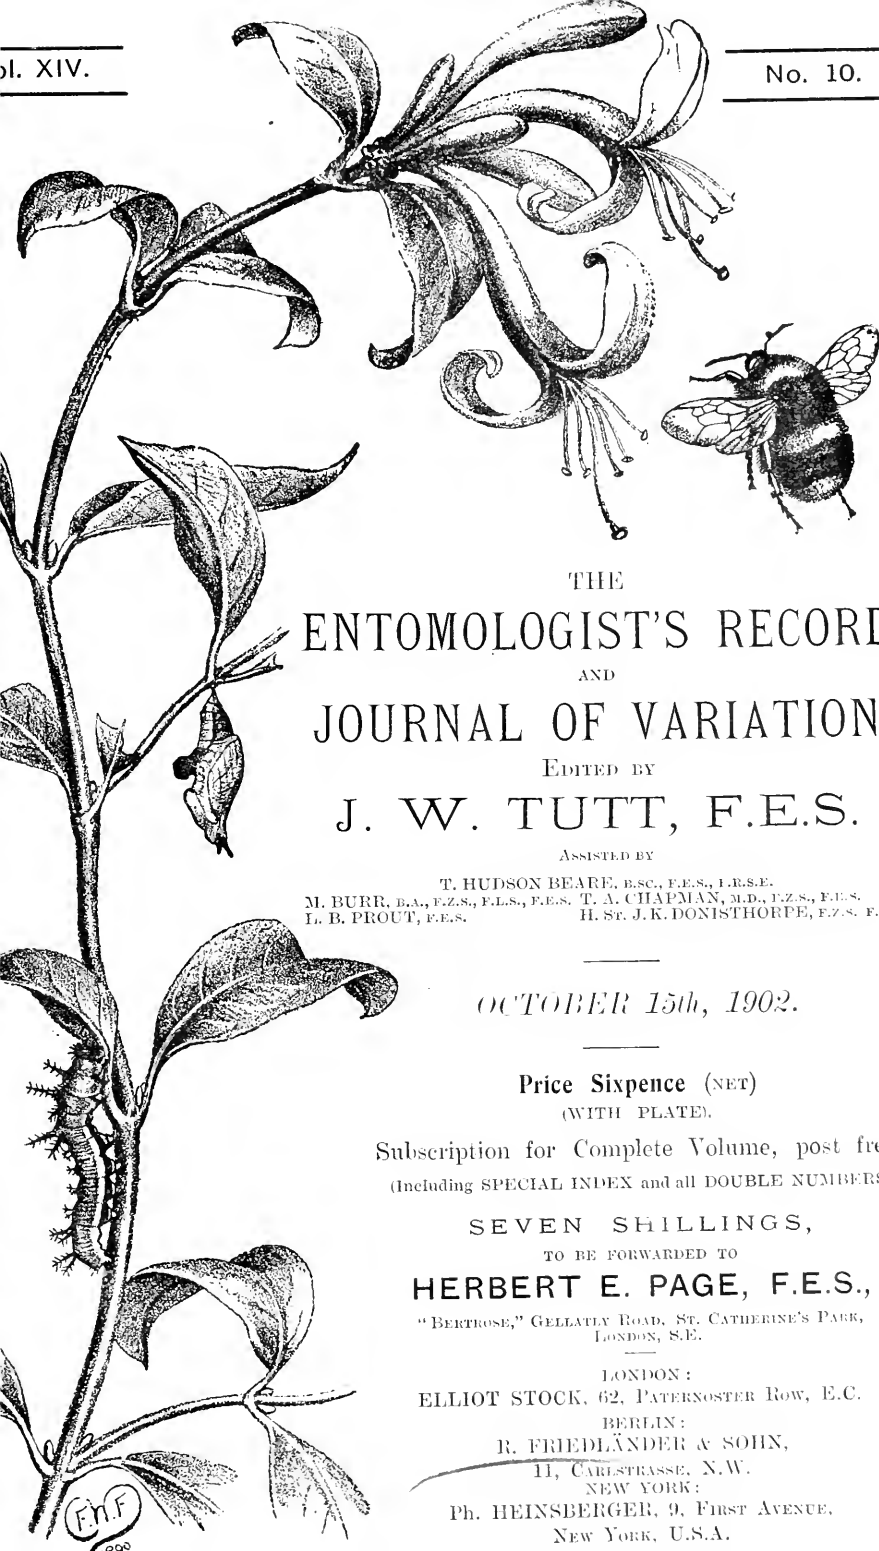 ol. XIV.
No. 10.
THE
ENTOMOLOGIST'S RECORD
AND
JOURNAL OF VARIATION
EDITED BY
J. W. TUTT, F.E.S.
ASSISTED BY
T. HUDSON BEARE, B.SC., F.E.S., F.R.S.E.
M. BURR, B.A., F.Z.S., F.L.S., F.E.S. T. A. CHAPMAN, M.D., F.Z.S., F.E.S.
L. B. PROUT, F.E.S. H. ST. J. K. DONISTHORPE, F.Z.S. F.
OCTOBER 15th, 1902.
Price Sixpence (NET)
(WITH PLATE).
Subscription for Complete Volume, post fre
(Including SPECIAL INDEX and all DOUBLE NUMBERS
SEVEN SHILLINGS,
TO BE FORWARDED TO
HERBERT E. PAGE, F.E.S.,
"BERTROSE," GELLATLY ROAD, ST. CATHERINE'S PARK,
LONDON, S.E.
LONDON:
ELLIOT STOCK, 62, PATERNOSTER ROW, E.C.
BERLIN:
R. FRIEDLÄNDER & SOHN,
11, CARLSTRASSE, N.W.
NEW YORK:
Ph. HEINSBERGER, 9, FIRST AVENUE,
NEW YORK, U.S.A.
F.W.F